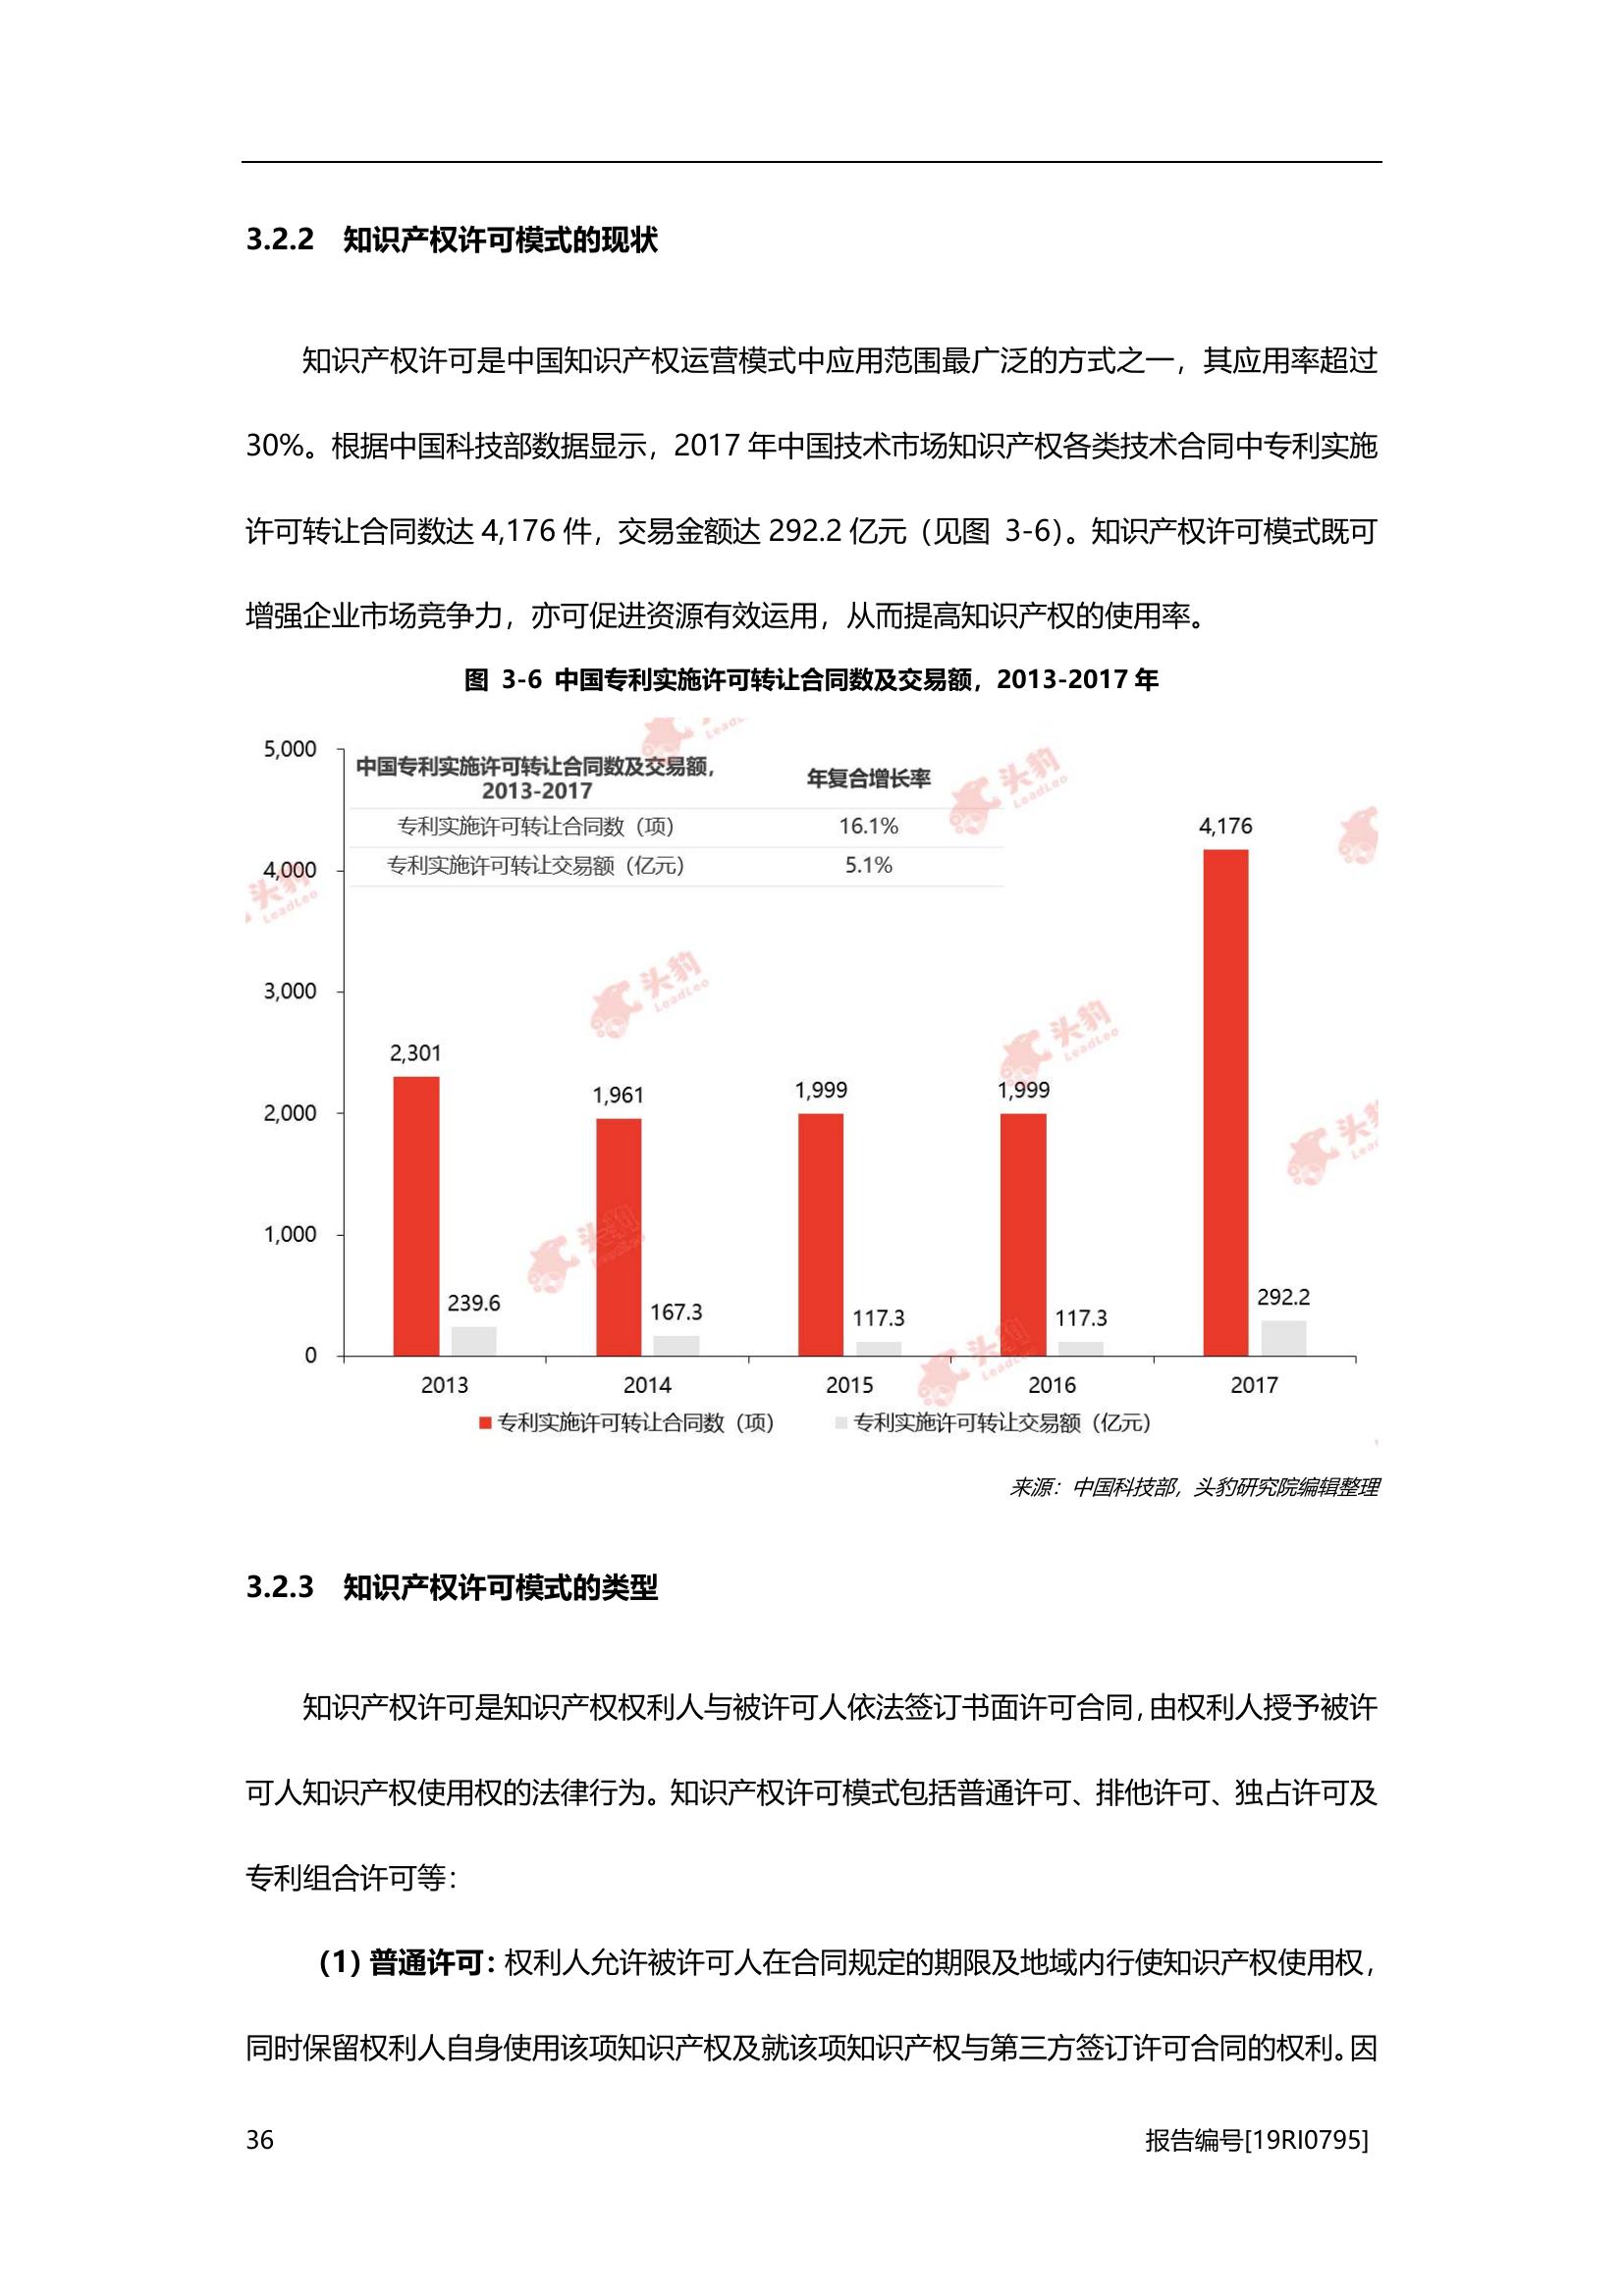 3.2.2 知识产权许可模式的现状
知识产权许可是中国知识产权运营模式中应用范围最广泛的方式之一，其应用率超过
30%。根据中国科技部数据显示，2017 年中国技术市场知识产权各类技术合同中专利实施
许可转让合同数达 4,176 件，交易金额达 292.2 亿元（见图 3-6）。知识产权许可模式既可
增强企业市场竞争力，亦可促进资源有效运用，从而提高知识产权的使用率。
图 3-6 中国专利实施许可转让合同数及交易额，2013-2017 年
中国专利实施许可转让合同数及交易额，
2013-2017
年复合增长率
专利实施许可转让合同数（项）
16.1%
专利实施许可转让交易额（亿元）
5.1%
5,000
4,000
3,000
2,000
1,000
0
2,301
239.6
1,961
167.3
1,999
117.3
1,999
117.3
4,176
292.2
2013
2014
2015
2016
2017
专利实施许可转让合同数（项）
专利实施许可转让交易额（亿元）
头豹
LeadLeo
来源：中国科技部，头豹研究院编辑整理
3.2.3 知识产权许可模式的类型
知识产权许可是知识产权权利人与被许可人依法签订书面许可合同，由权利人授予被许
可人知识产权使用权的法律行为。知识产权许可模式包括普通许可、排他许可、独占许可及
专利组合许可等：
（1）普通许可：权利人允许被许可人在合同规定的期限及地域内行使知识产权使用权，
同时保留权利人自身使用该项知识产权及就该项知识产权与第三方签订许可合同的权利。因
36
报告编号[19RI0795]